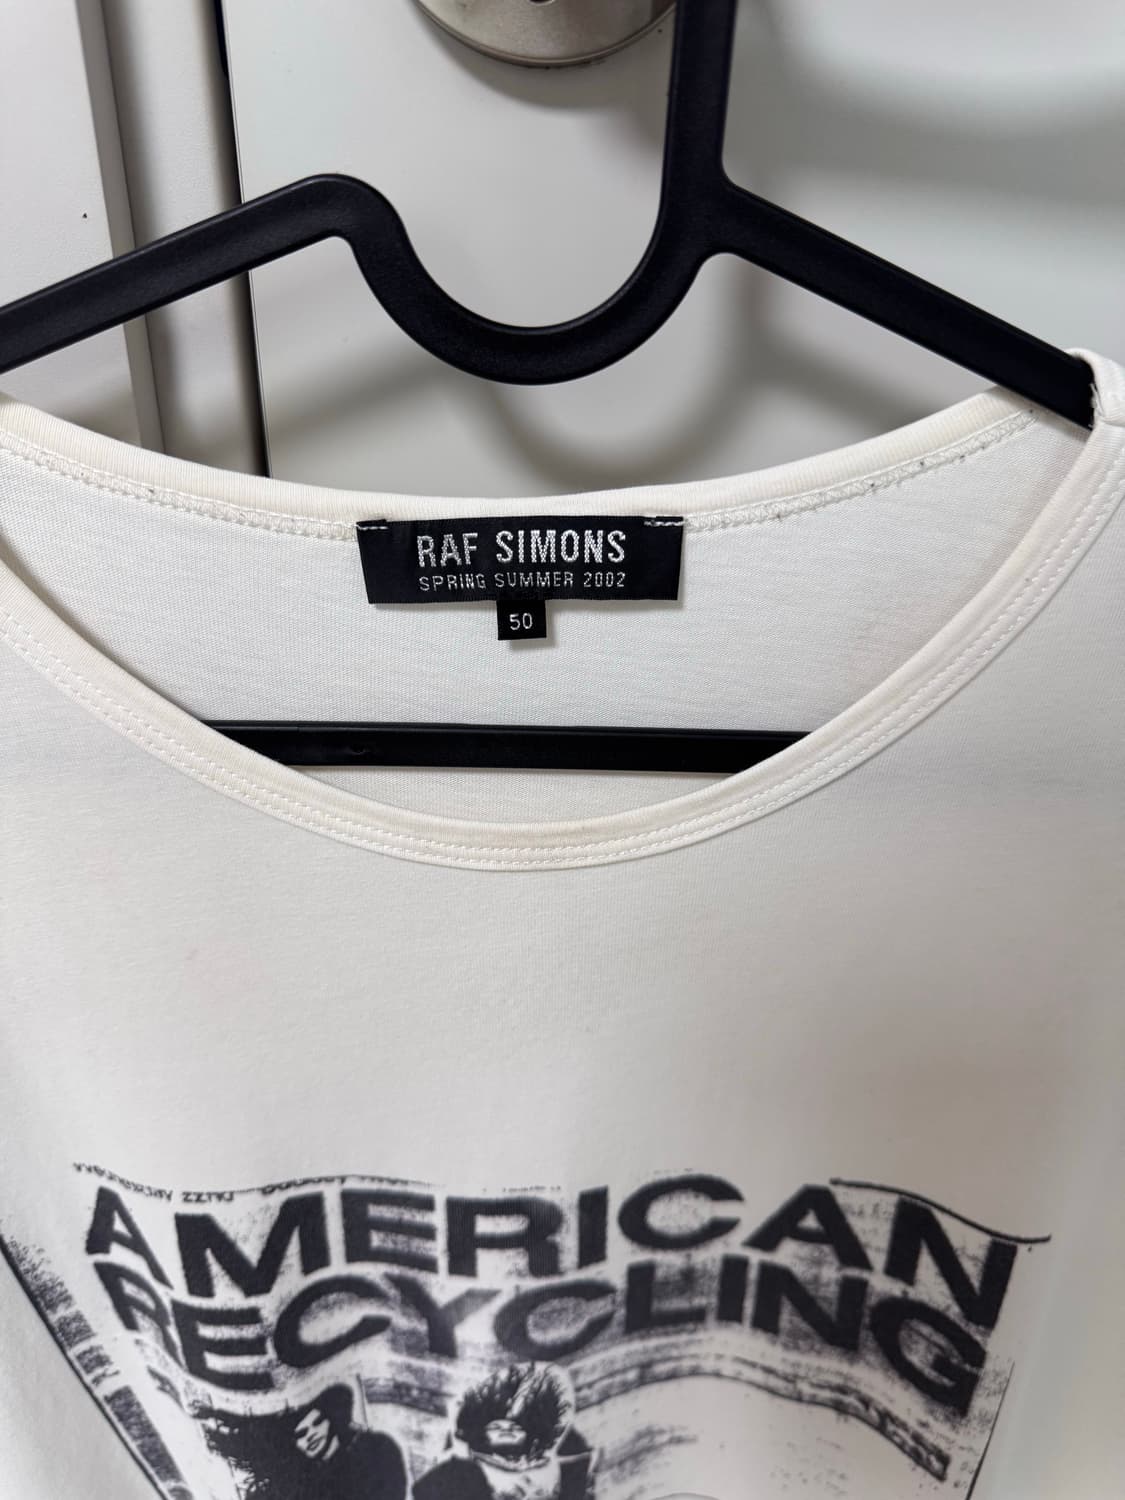 RAF SIMONS
SPRING SUMMER 2002
50
AMERICAN
RECYCLING